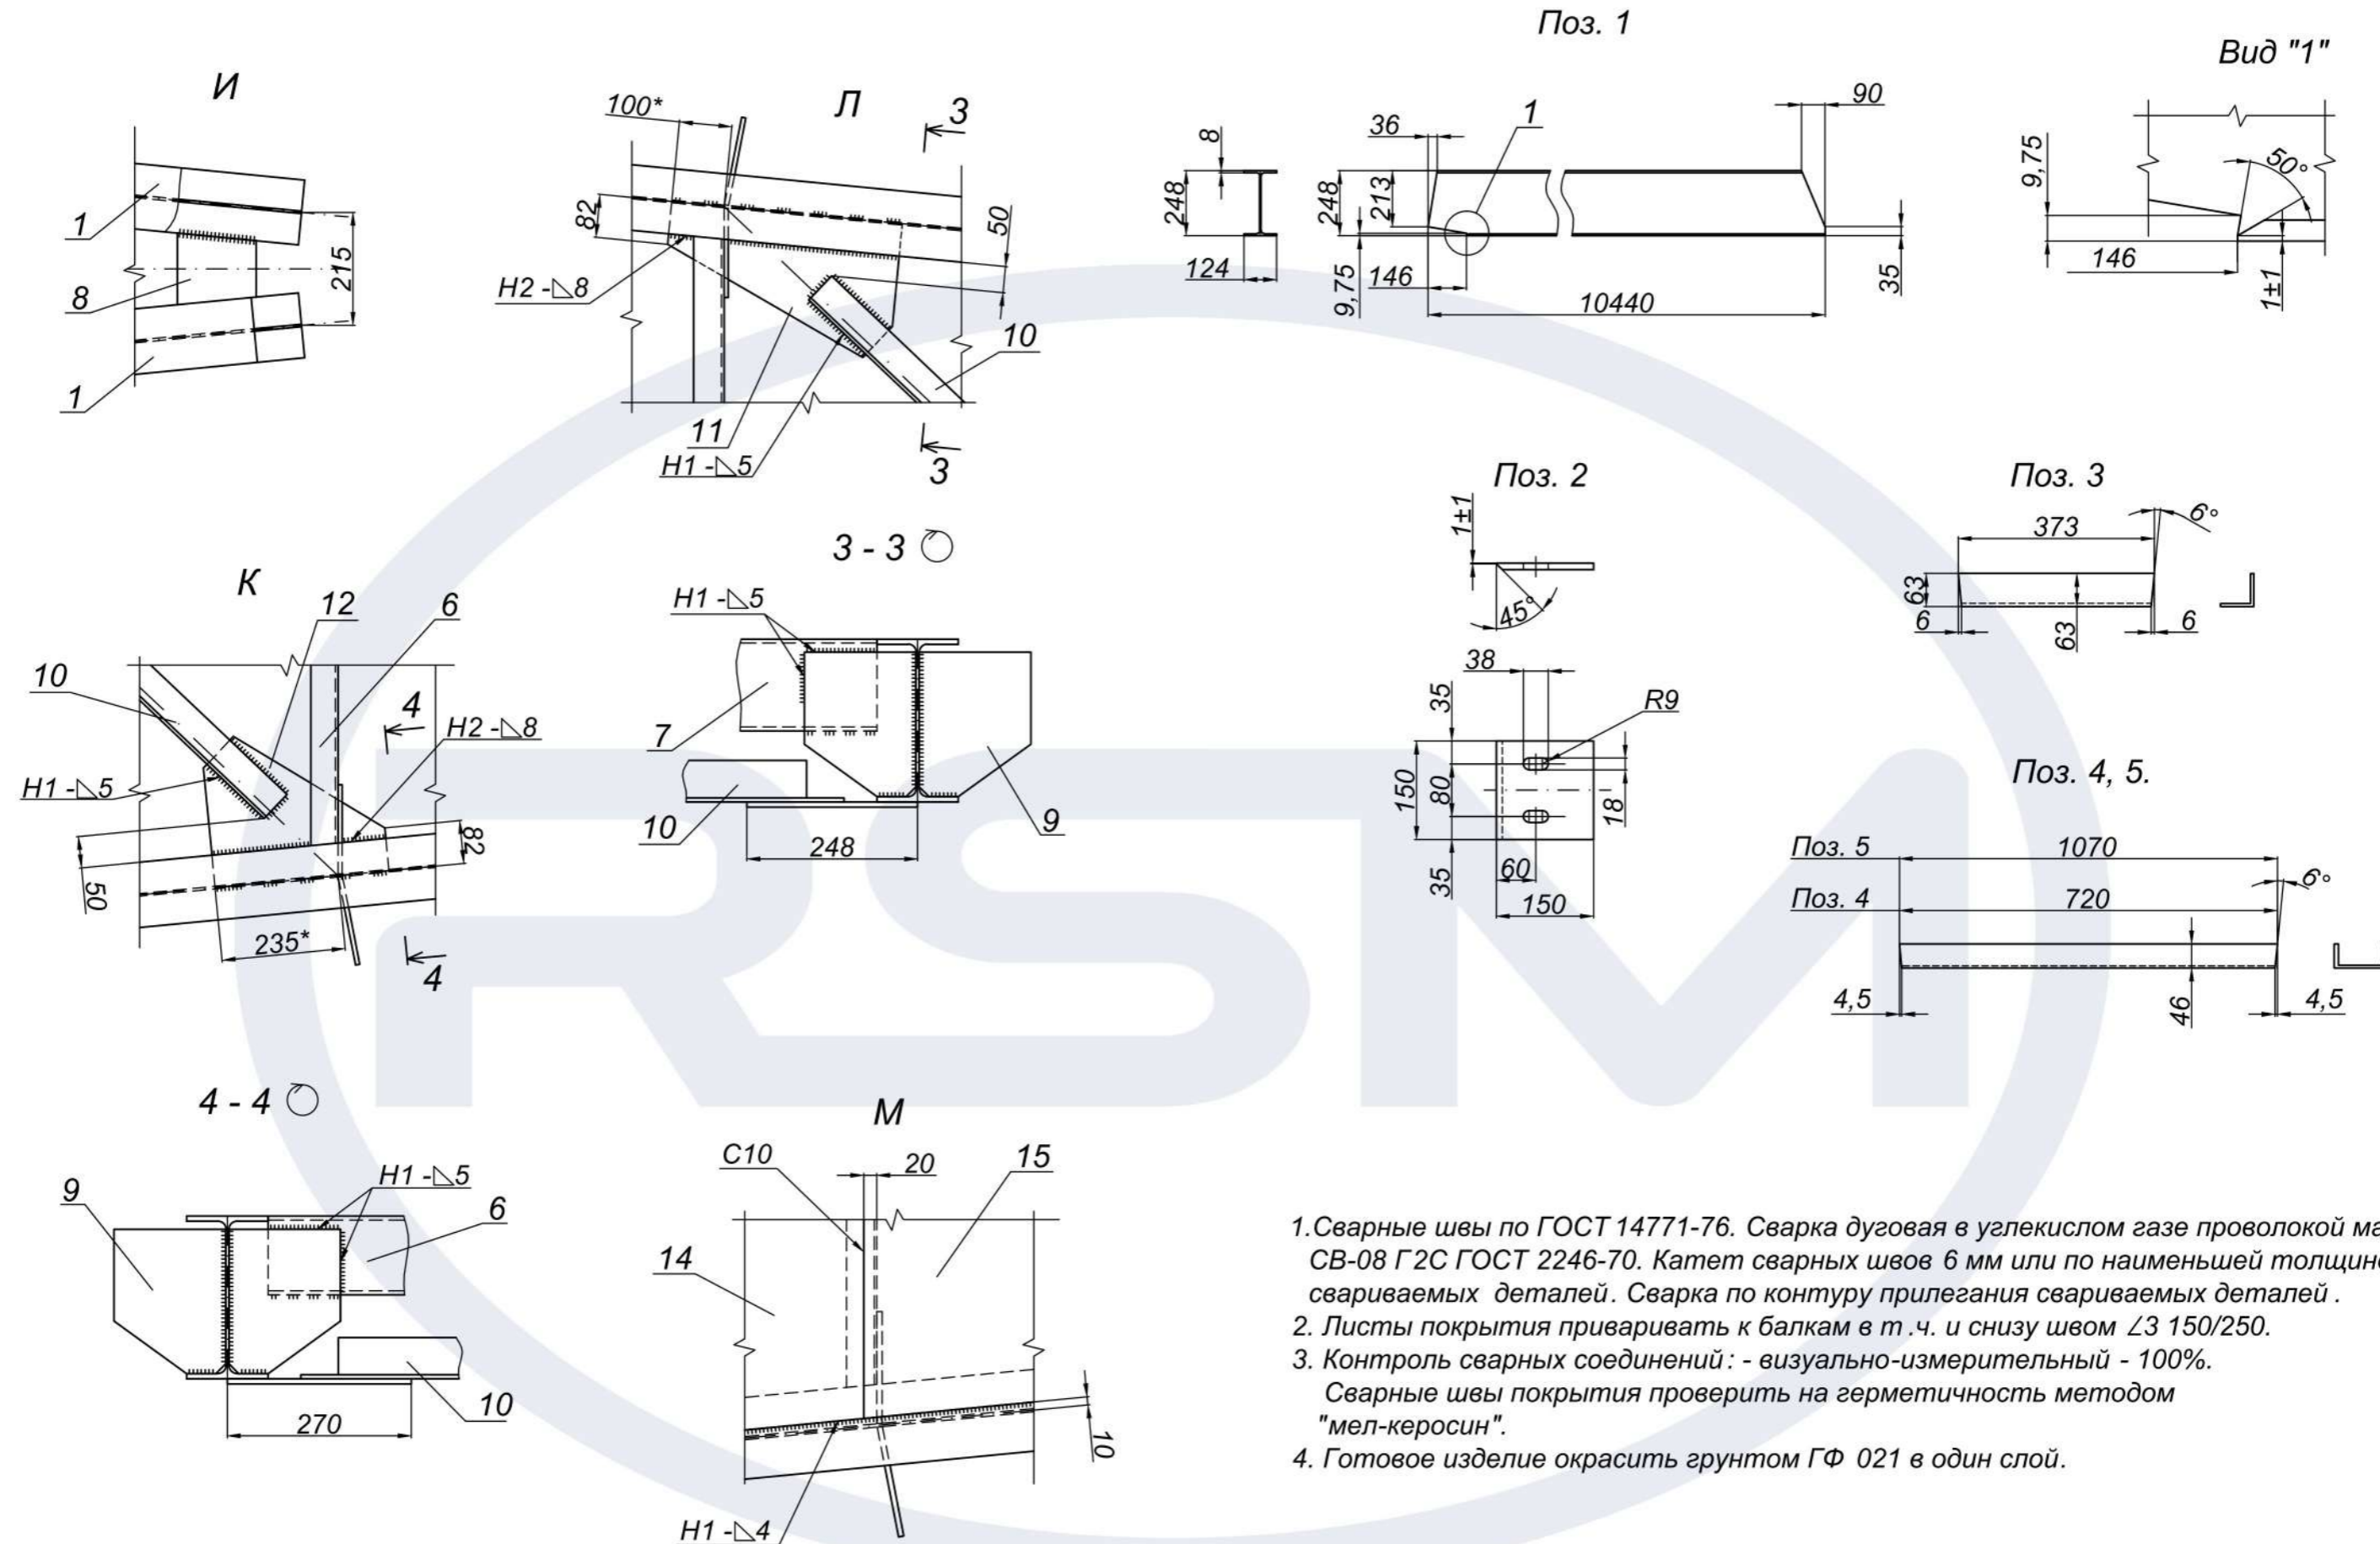 И
1
8
1
215
Л
100*
3
82
50
Н2 -⊿8
10
11
Н1 -⊿5
3
Поз. 1
8
248
124
36
1
90
248
213
9,75
146
10440
35
Вид "1"
9,75
50°
146
1±1
К
12
6
10
4
Н2 -⊿8
Н1 -⊿5
82
50
235*
4
3 - 3
Н1 -⊿5
7
10
248
9
Поз. 2
1±1
45°
38
35
R9
150
80
18
35
60
150
Поз. 3
6°
373
63
6
63
6
Поз. 4, 5.
Поз. 5
1070
6°
Поз. 4
720
4,5
46
4,5
4 - 4
9
Н1 -⊿5
6
10
270
М
С10
20
15
14
10
Н1 -⊿4
RSM
1.Сварные швы по ГОСТ 14771-76. Сварка дуговая в углекислом газе проволокой
СВ-08 Г2С ГОСТ 2246-70. Катет сварных швов 6 мм или по наименьшей
свариваемых деталей. Сварка по контуру прилегания свариваемых деталей .
2. Листы покрытия приваривать к балкам в т .ч. и снизу швом ∠3 150/250.
3. Контроль сварных соединений : - визуально-измерительный - 100%.
Сварные швы покрытия проверить на герметичность методом
"мел-керосин".
4. Готовое изделие окрасить грунтом ГФ 021 в один слой.